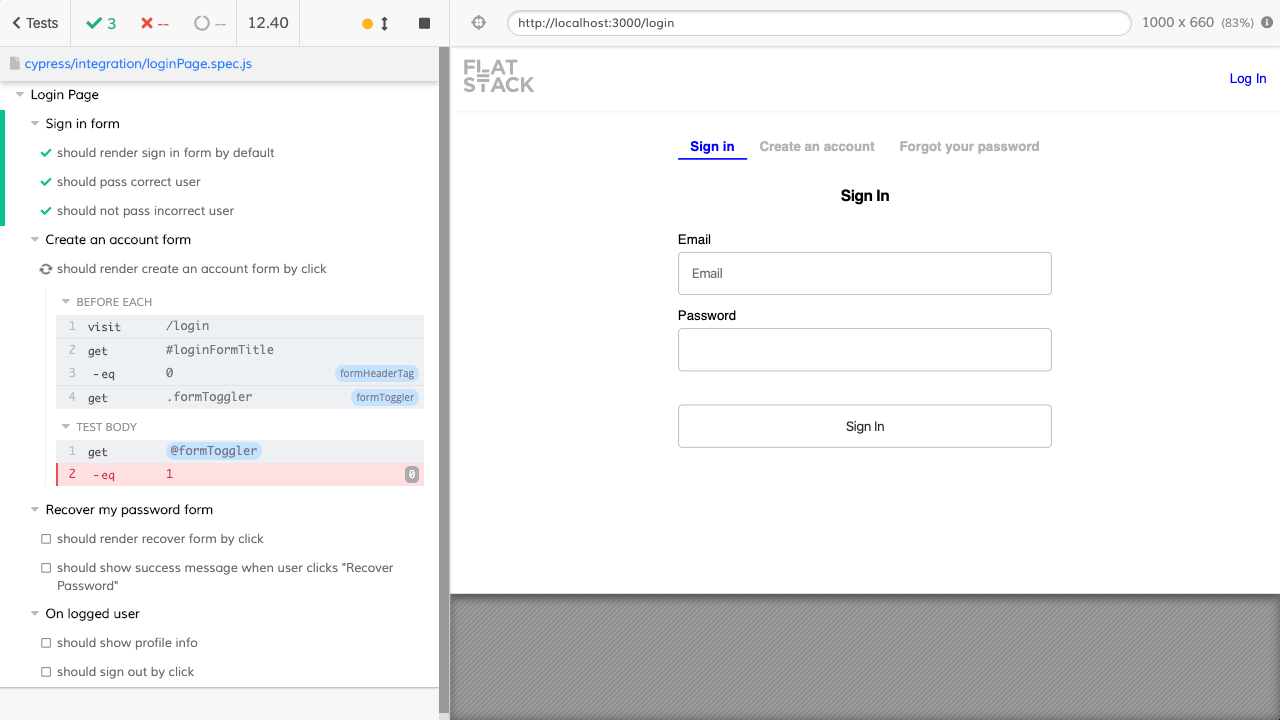 Tests
3
--
--
12.40
http://localhost:3000/login
1000 x 660 (83%)
cypress/integration/loginPage.spec.js
Login Page
Sign in form
should render sign in form by default
should pass correct user
should not pass incorrect user
Create an account form
should render create an account form by click
BEFORE EACH
1 visit /login
2 get #loginFormTitle
3 - eq 0 formHeaderTag
4 get .formToggler formToggler
TEST BODY
1 get @formToggler
2 - eq 1 0
Recover my password form
should render recover form by click
should show success message when user clicks "Recover
Password"
On logged user
should show profile info
should sign out by click
FLAT
STACK
Log In
Sign in Create an account Forgot your password
Sign In
Email
Email
Password
Sign In